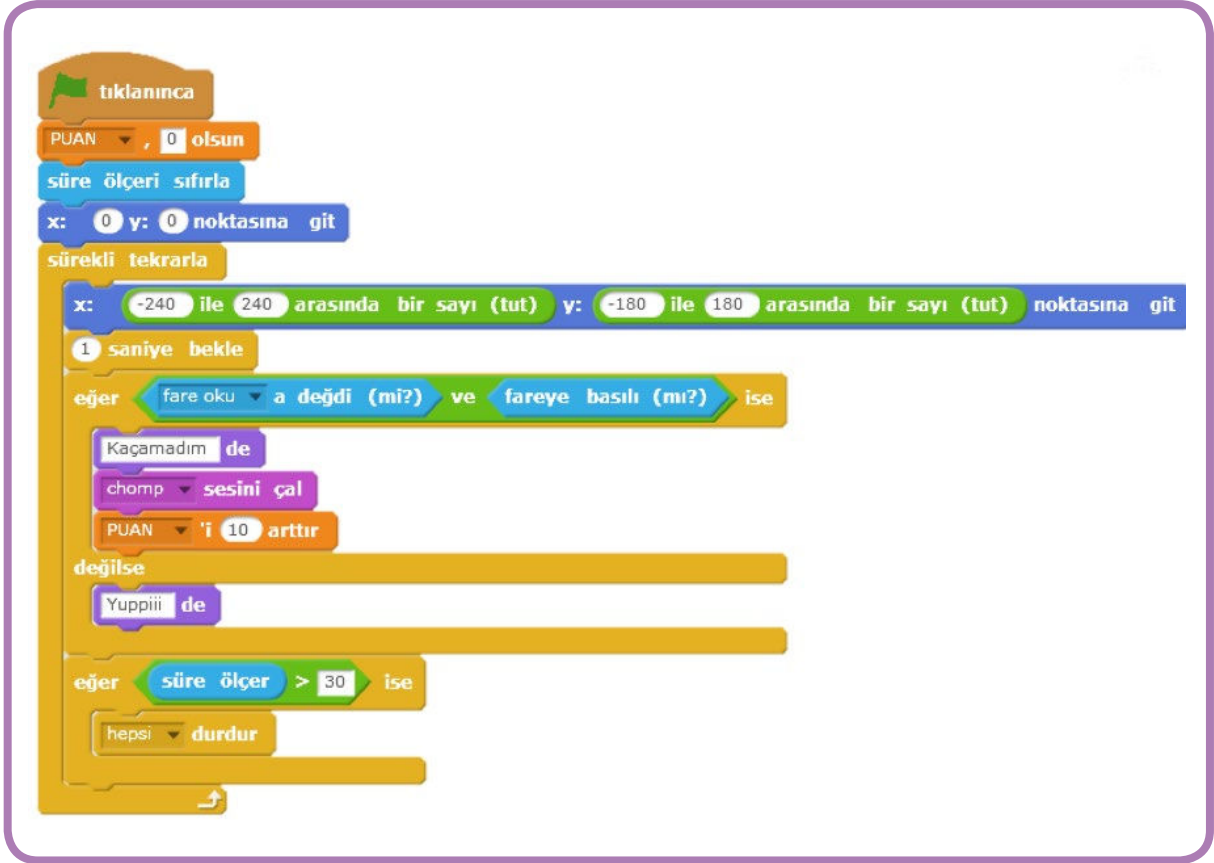 tıklanınca
PUAN , 0 olsun
süre ölçeri sıfırla
x: 0 y: 0 noktasına git
sürekli tekrarla
x: -240 ile 240 arasında bir sayı (tut) y: -180 ile 180 arasında bir sayı (tut) noktasına git
1 saniye bekle
eğer fare oku a değdi (mi?) ve fareye basılı (mı?) ise
Kaçamadım de
chomp sesini çal
PUAN 'i 10 arttır
değilse
Yuppiii de
eğer süre ölçer > 30 ise
hepsi durdur